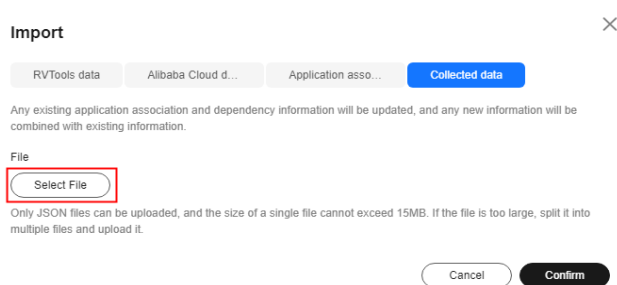 Import
RVTools data Alibaba Cloud d... Application asso... Collected data
Any existing application association and dependency information will be updated, and any new information will be
combined with existing information.
File
Select File
Only JSON files can be uploaded, and the size of a single file cannot exceed 15MB. If the file is too large, split it into
multiple files and upload it.
Cancel Confirm